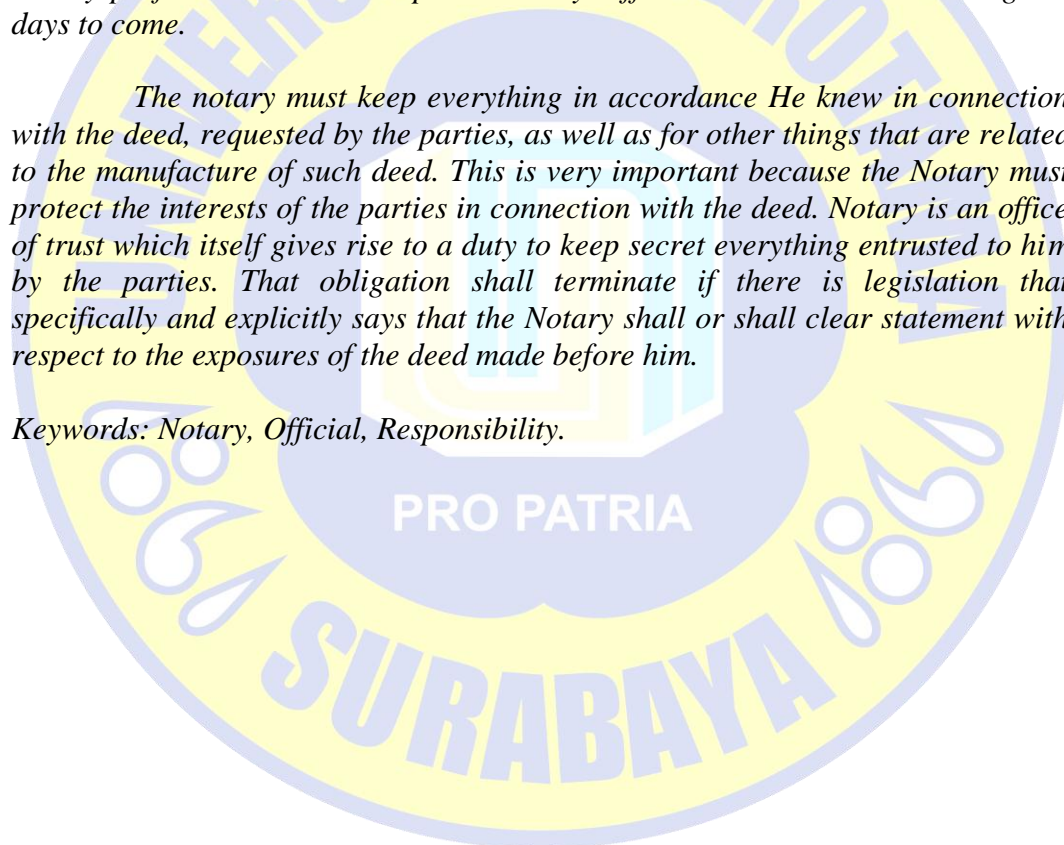 days to come.
The notary must keep everything in accordance He knew in connection
with the deed, requested by the parties, as well as for other things that are related
to the manufacture of such deed. This is very important because the Notary must
protect the interests of the parties in connection with the deed. Notary is an office
of trust which itself gives rise to a duty to keep secret everything entrusted to him
by the parties. That obligation shall terminate if there is legislation that
specifically and explicitly says that the Notary shall or shall clear statement with
respect to the exposures of the deed made before him.
Keywords: Notary, Official, Responsibility.
PRO PATRIA
SURABAYA